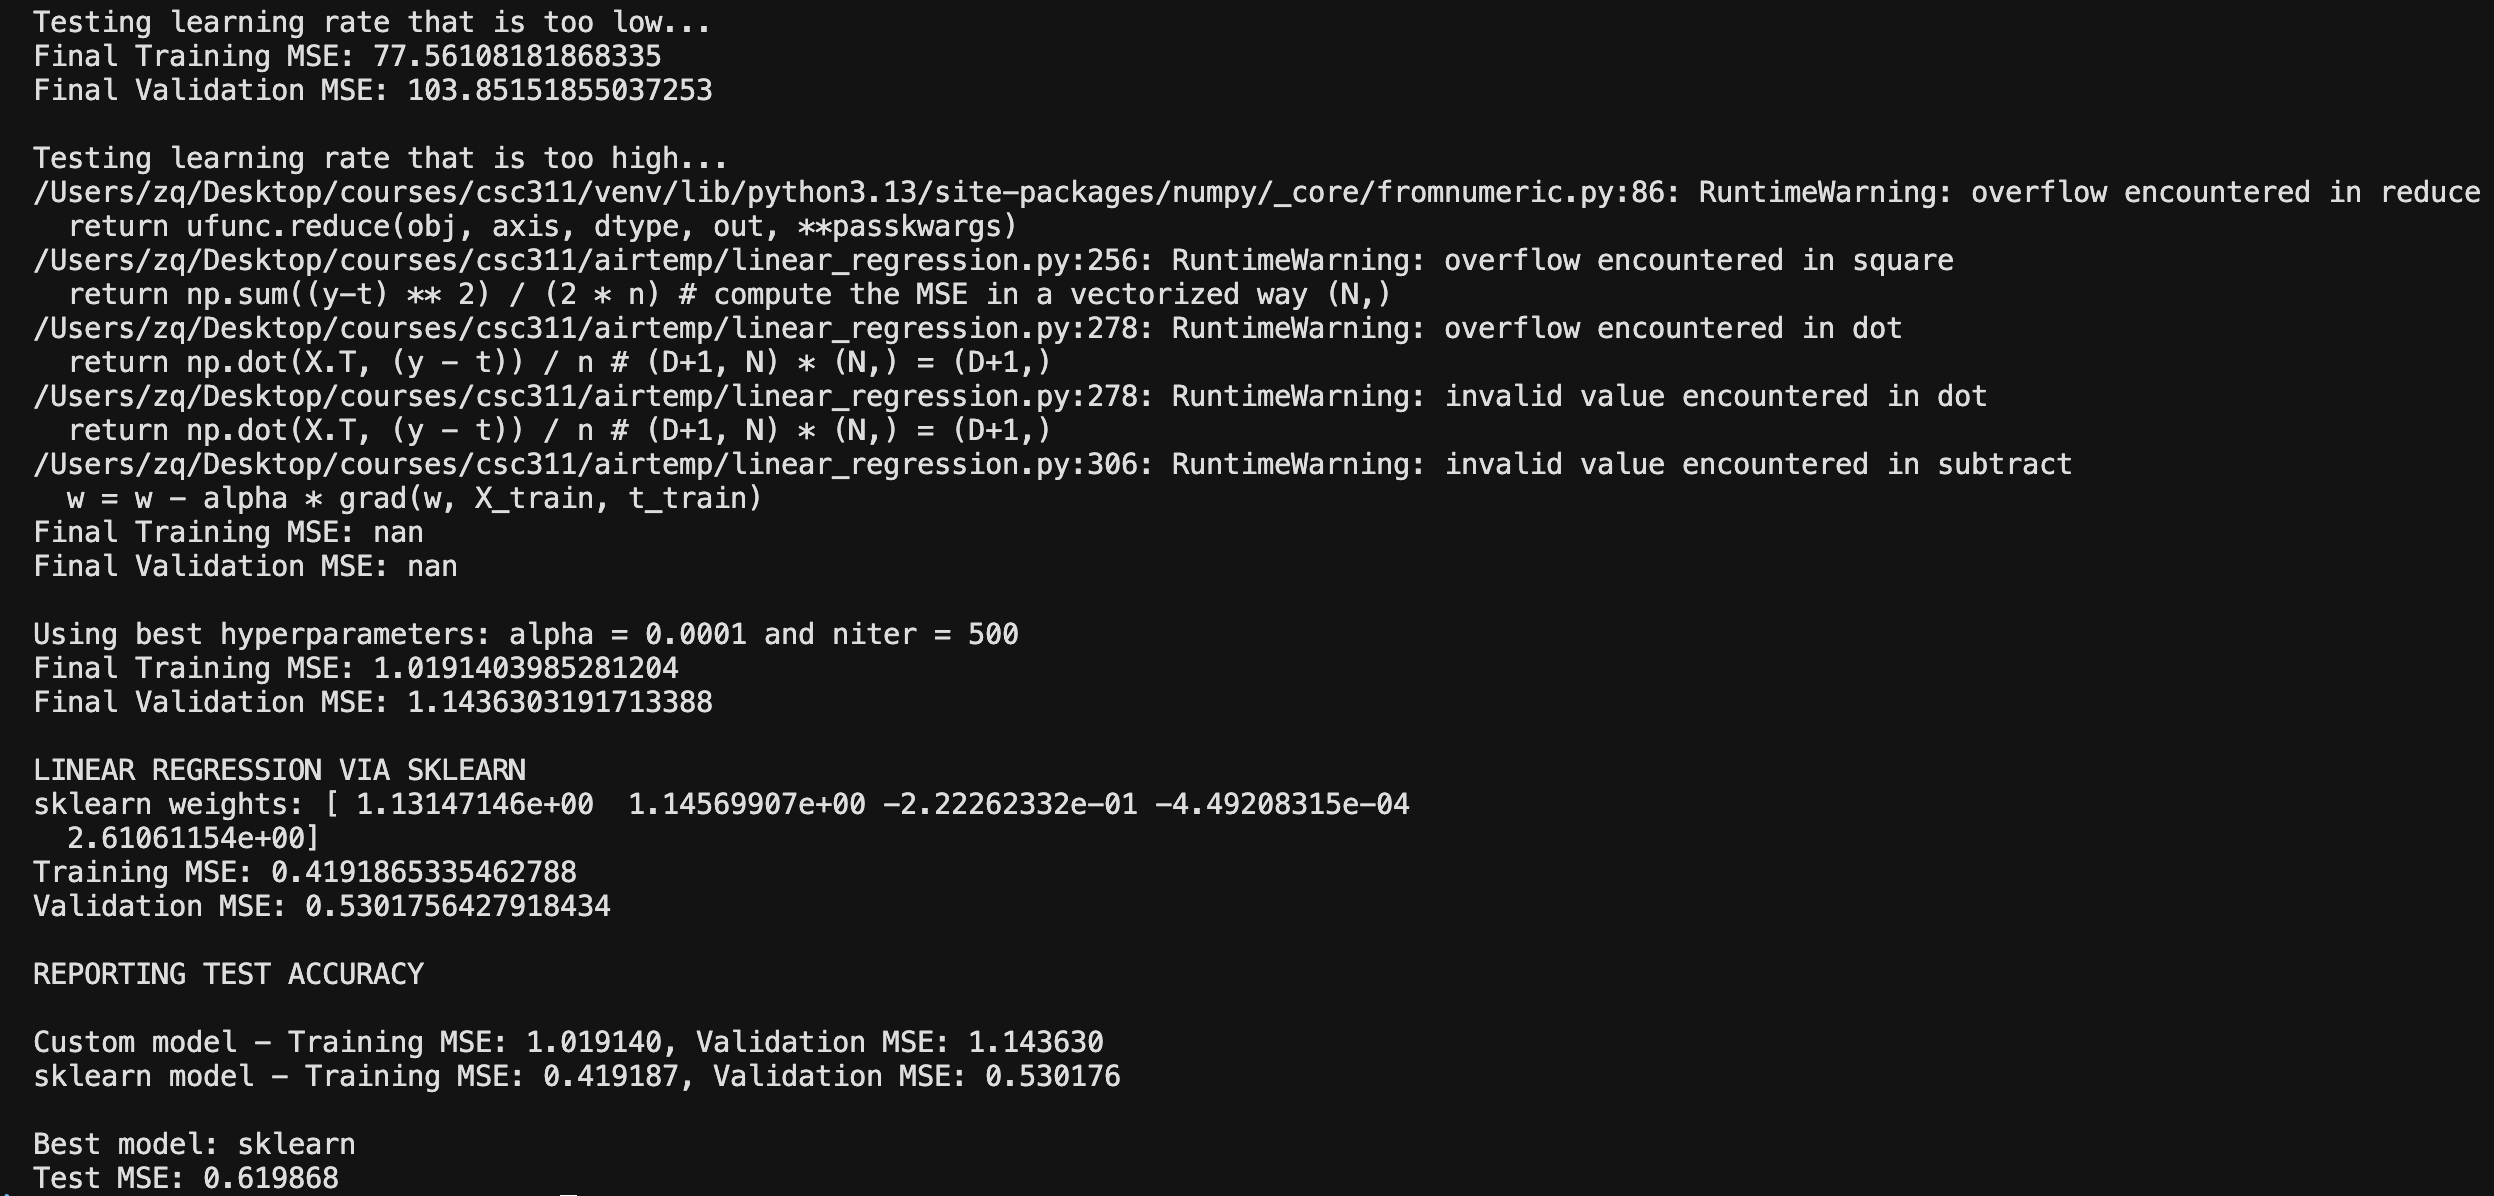 Testing learning rate that is too low...
Final Training MSE: 77.56108181868335
Final Validation MSE: 103.85151855037253
Testing learning rate that is too high...
/Users/zq/Desktop/courses/csc311/venv/lib/python3.13/site-packages/numpy/_core/fromnumeric.py:86: RuntimeWarning: overflow encountered in reduce
  return ufunc.reduce(obj, axis, dtype, out, **passkwargs)
/Users/zq/Desktop/courses/csc311/airtemp/linear_regression.py:256: RuntimeWarning: overflow encountered in square
  return np.sum((y-t) ** 2) / (2 * n) # compute the MSE in a vectorized way (N,)
/Users/zq/Desktop/courses/csc311/airtemp/linear_regression.py:278: RuntimeWarning: overflow encountered in dot
  return np.dot(X.T, (y - t)) / n # (D+1, N) * (N,) = (D+1,)
/Users/zq/Desktop/courses/csc311/airtemp/linear_regression.py:278: RuntimeWarning: invalid value encountered in dot
  return np.dot(X.T, (y - t)) / n # (D+1, N) * (N,) = (D+1,)
/Users/zq/Desktop/courses/csc311/airtemp/linear_regression.py:306: RuntimeWarning: invalid value encountered in subtract
  w = w - alpha * grad(w, X_train, t_train)
Final Training MSE: nan
Final Validation MSE: nan
Using best hyperparameters: alpha = 0.0001 and niter = 500
Final Training MSE: 1.0191403985281204
Final Validation MSE: 1.1436303191713388
LINEAR REGRESSION VIA SKLEARN
sklearn weights: [ 1.13147146e+00  1.14569907e+00 -2.22262332e-01 -4.49208315e-04
  2.61061154e+00]
Training MSE: 0.4191865335462788
Validation MSE: 0.5301756427918434
REPORTING TEST ACCURACY
Custom model - Training MSE: 1.019140, Validation MSE: 1.143630
sklearn model - Training MSE: 0.419187, Validation MSE: 0.530176
Best model: sklearn
Test MSE: 0.619868